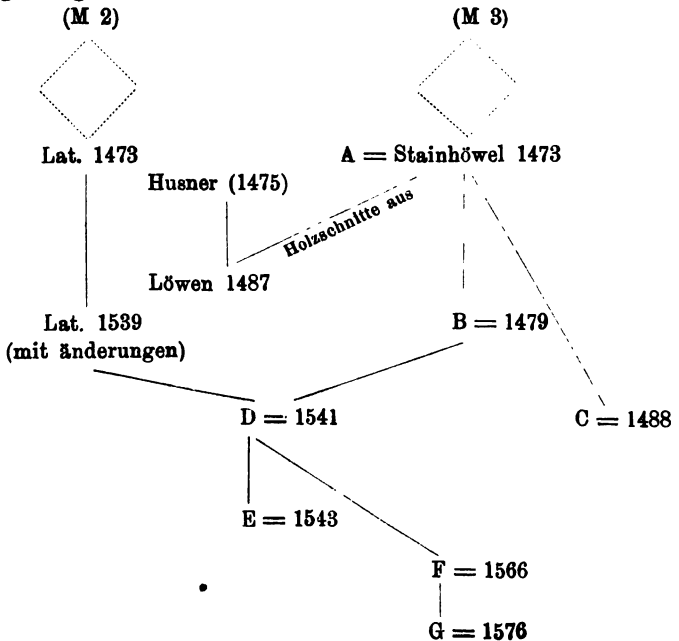 (M 2) (M 3)
Lat. 1473 A = Stainhöwel 1473
Husner (1475)
Holzschnitte aus
Löwen 1487
Lat. 1539 B = 1479
(mit änderungen)
D = 1541 C = 1488
E = 1543
F = 1566
G = 1576